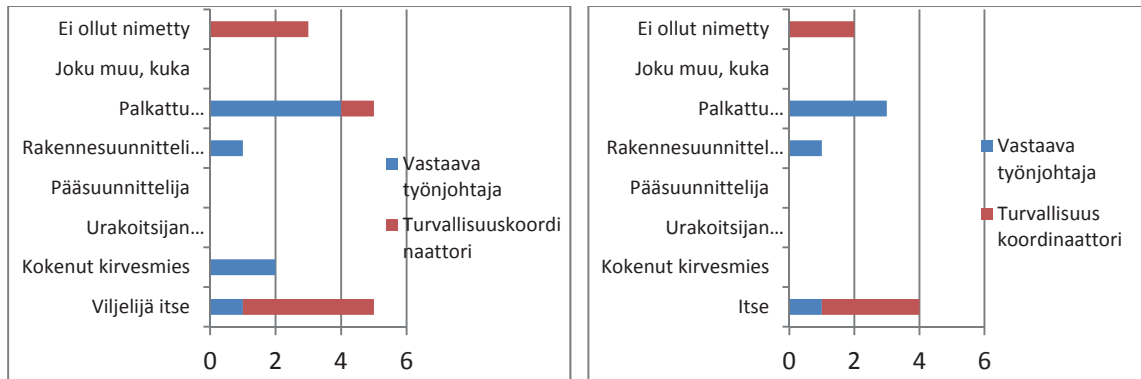 Ei ollut nimetty
Joku muu, kuka
Palkattu...
Rakennesuunnitteli...
Pääsuunnittelija
Urakoitsijan...
Kokenut kirvesmies
Viljelijä itse
0 2 4 6
Vastaava
työnjohtaja
Turvallisuuskoordi
naattori
Ei ollut nimetty
Joku muu, kuka
Palkattu...
Rakennesuunnittel...
Pääsuunnittelija
Urakoitsijan...
Kokenut kirvesmies
Itse
0 2 4 6
Vastaava
työnjohtaja
Turvallisuus
koordinaattori